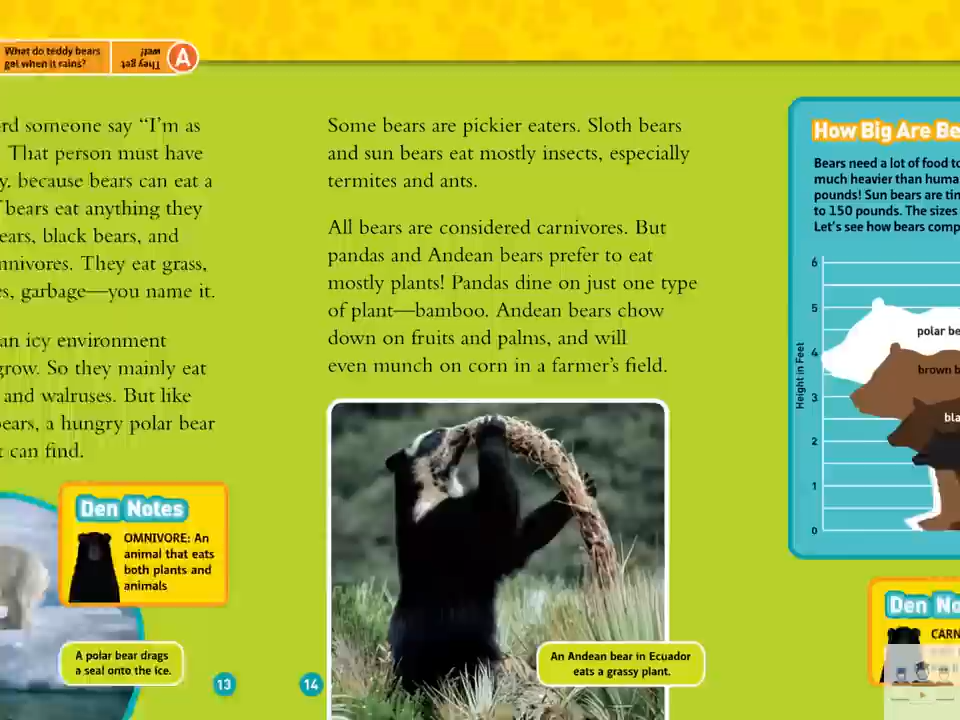 What do teddy bears
get when it rains?
They get
wet!
A
rd someone say “I’m as
. That person must have
y. because bears can eat a
bears eat anything they
ears, black bears, and
nnivores. They eat grass,
s, garbage—you name it.
an icy environment
grow. So they mainly eat
and walruses. But like
bears, a hungry polar bear
t can find.
Den Notes
OMNIVORE: An
animal that eats
both plants and
animals
A polar bear drags
a seal onto the ice.
13
Some bears are pickier eaters. Sloth bears
and sun bears eat mostly insects, especially
termites and ants.
All bears are considered carnivores. But
pandas and Andean bears prefer to eat
mostly plants! Pandas dine on just one type
of plant—bamboo. Andean bears chow
down on fruits and palms, and will
even munch on corn in a farmer’s field.
An Andean bear in Ecuador
eats a grassy plant.
14
How Big Are Be
Bears need a lot of food to
much heavier than huma
pounds! Sun bears are tin
to 150 pounds. The sizes
Let’s see how bears comp
Height in Feet
6
5
4
3
2
1
0
polar be
brown b
bla
Den No
CARN